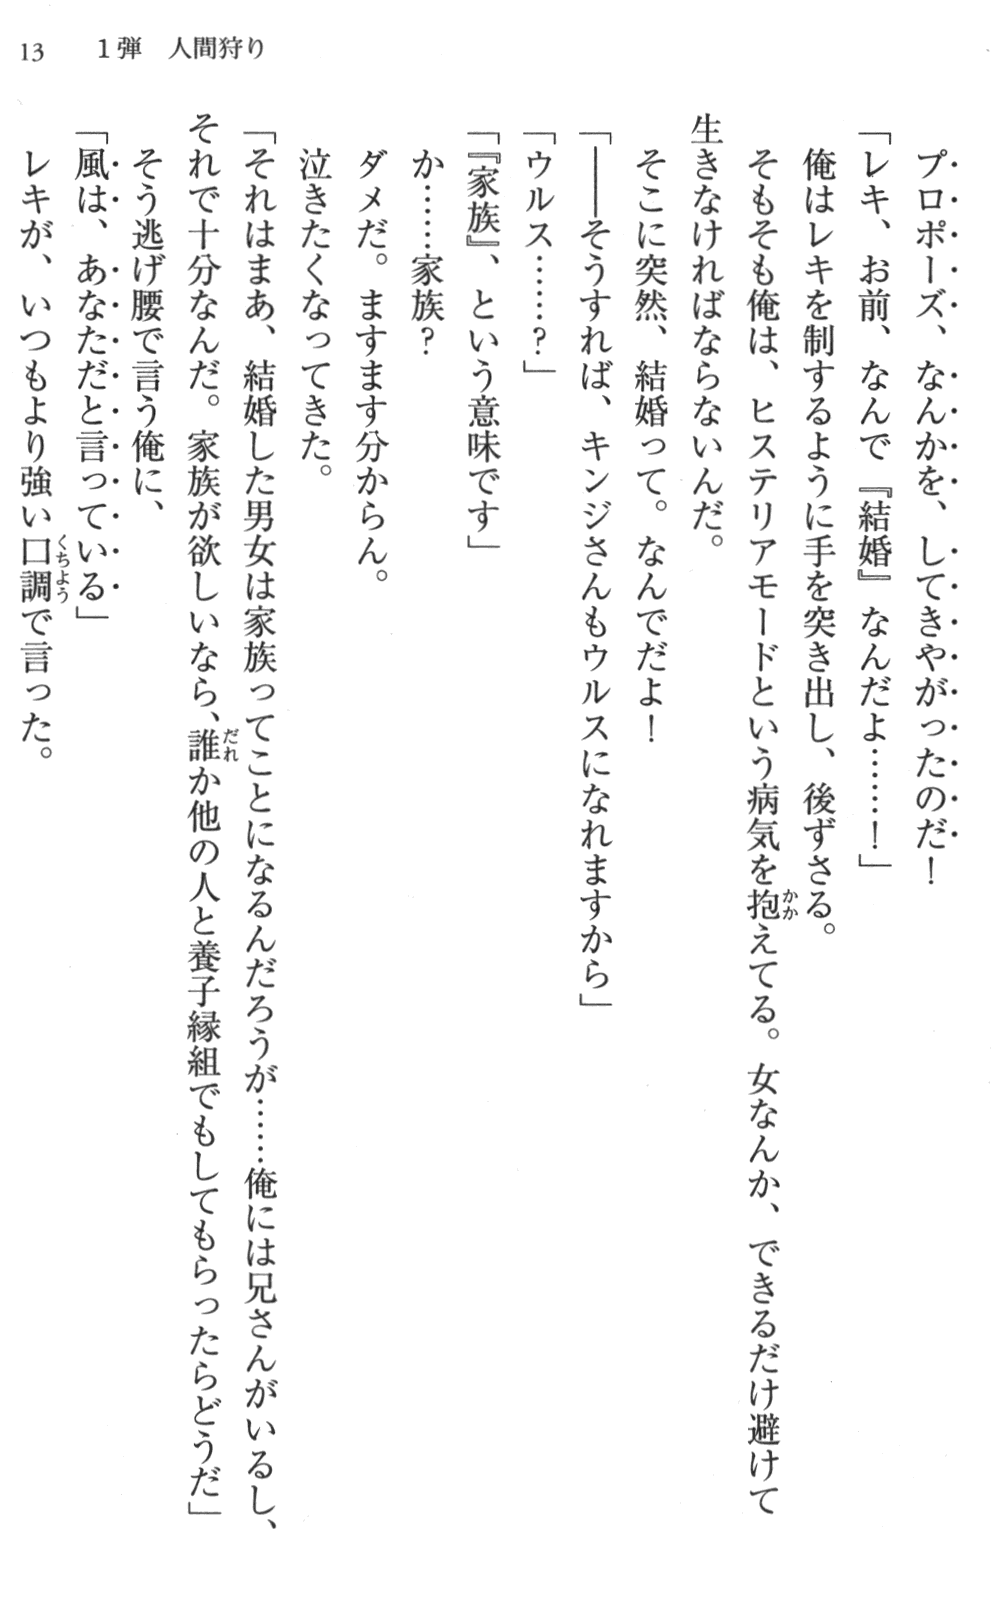 13　1弾　人間狩り
プロポーズ、なんかを、してきやがったのだ！
「レキ、お前、なんで『結婚』なんだよ……！」
俺はレキを制するように手を突き出し、後ずさる。
そもそも俺は、ヒステリアモードという病気を抱えてる。女なんか、できるだけ避けて
生きなければならないんだ。
そこに突然、結婚って。なんでだよ！
「――そうすれば、キンジさんもウルスになれますから」
「ウルス……？」
「『家族』、という意味です」
か……家族？
ダメだ。ますます分からん。
泣きたくなってきた。
「それはまあ、結婚した男女は家族ってことになるんだろうが……俺には兄さんがいるし、
それで十分なんだ。家族が欲しいなら、誰か他の人と養子縁組でもしてもらったらどうだ」
そう逃げ腰で言う俺に、
「風は、あなただと言っている」
レキが、いつもより強い口調で言った。